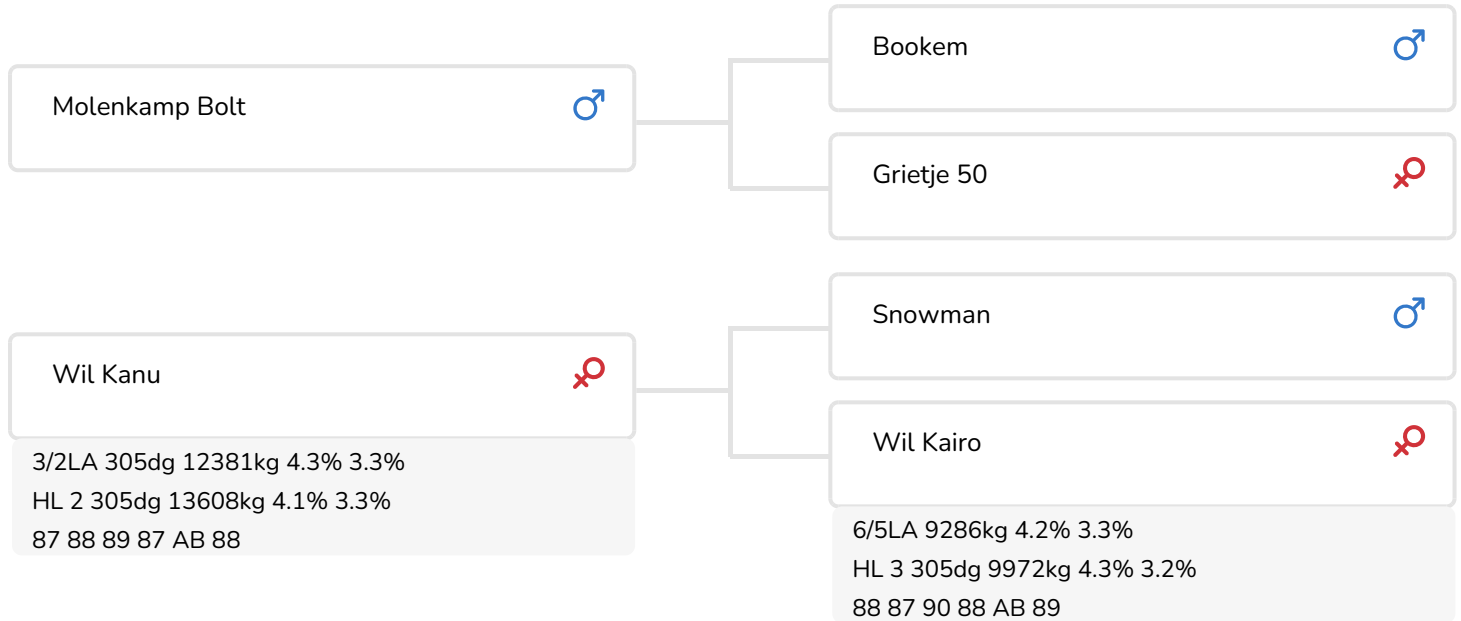 Molenkamp Bolt
Bookem
Grietje 50
Wil Kanu
3/2LA 305dg 12381kg 4.3% 3.3%
HL 2 305dg 13608kg 4.1% 3.3%
87 88 89 87 AB 88
Snowman
Wil Kairo
6/5LA 9286kg 4.2% 3.3%
HL 3 305dg 9972kg 4.3% 3.2%
88 87 90 88 AB 89